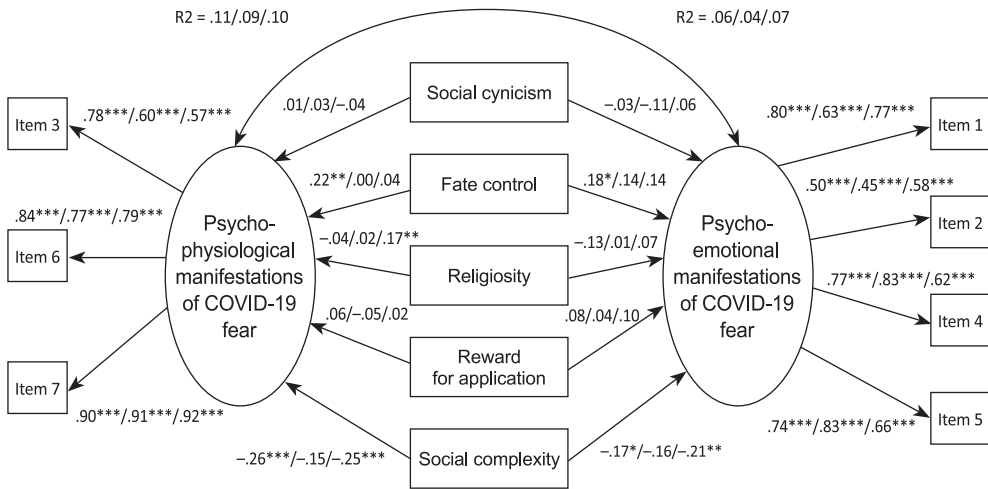 R2 = .11/.09/.10
R2 = .06/.04/.07
Social cynicism
.01/.03/–.04
–.03/–.11/.06
.78***/.60***/.57***
.80***/.63***/.77***
Item 3
Item 1
Fate control
.22**/.00/.04
.18*/.14/.14
.50***/.45***/.58***
Item 2
.84***/.77***/.79***
Item 6
Psycho-
physiological
manifestations
of COVID-19
fear
–.04/.02/.17**
Religiosity
–.13/.01/.07
Psycho-
emotional
manifestations
of COVID-19
fear
.77***/.83***/.62***
Item 4
.06/–.05/.02
.08/.04/.10
Reward
for application
Item 7
.90***/.91***/.92***
Item 5
.74***/.83***/.66***
–.26***/–.15/–.25***
Social complexity
–.17*/–.16/–.21**